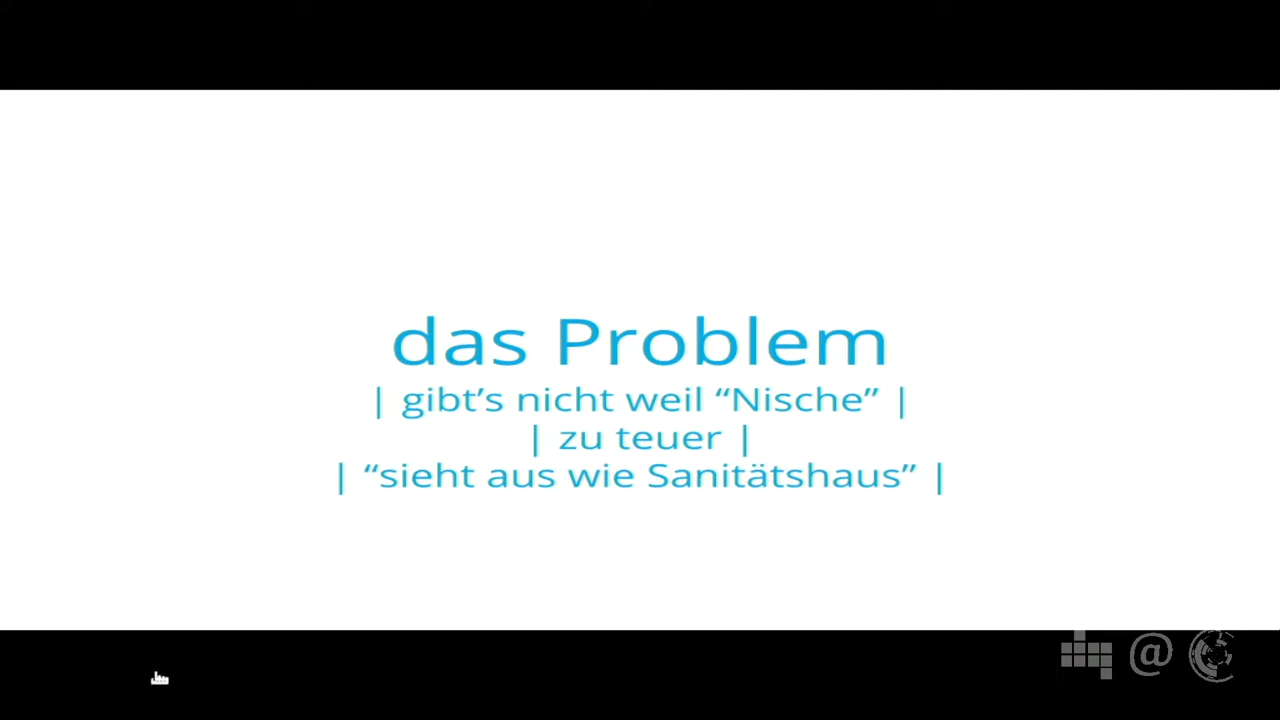 das Problem
| gibt’s nicht weil “Nische” |
| zu teuer |
| “sieht aus wie Sanitätshaus” |
@